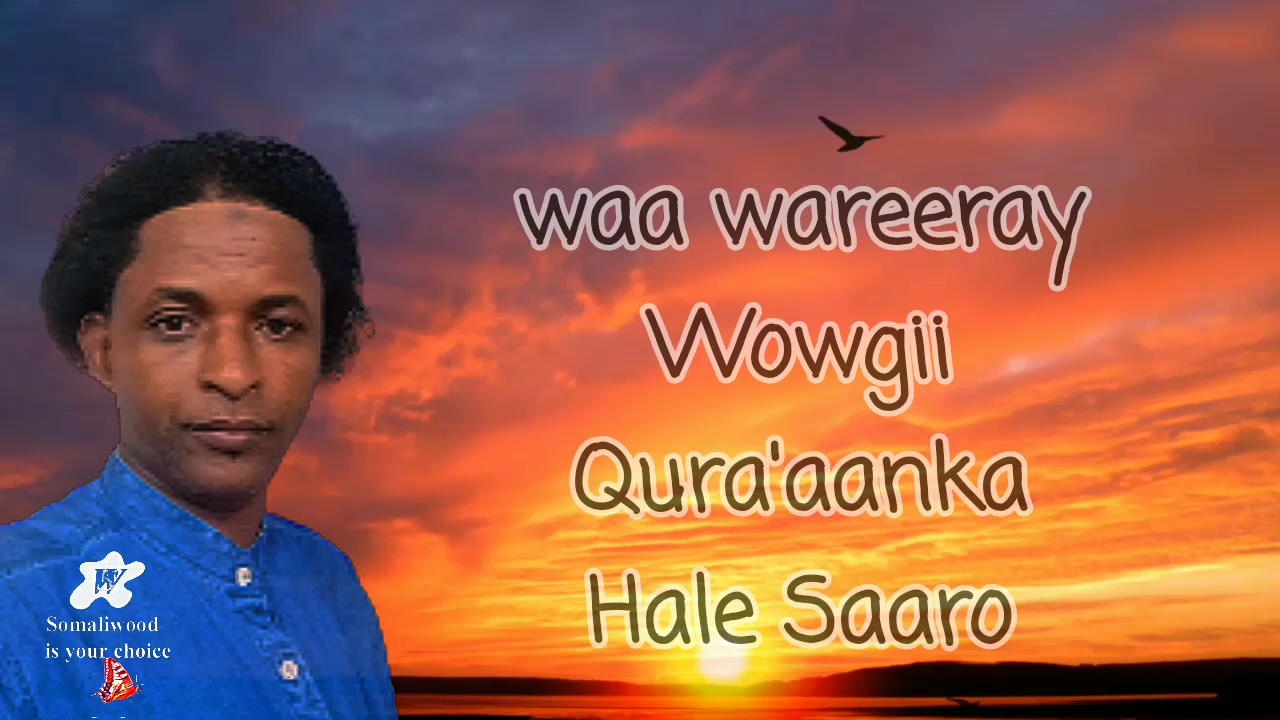 waa wareeray
Wowgii
Qura'aanka
Hale Saaro
W
Somaliwood
is your choice